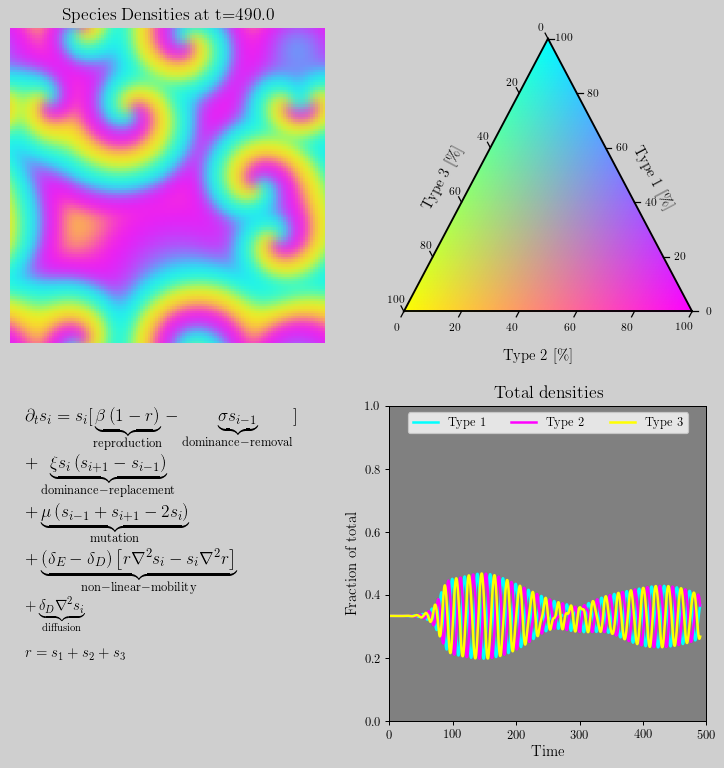 Species Densities at t=490.0
0
100
20
80
40
60
60
40
80
20
100
0
0 20 40 60 80 100
Type 3 [%]
Type 1 [%]
Type 2 [%]
∂ₜsᵢ = sᵢ[ β (1 − r) − σsᵢ₋₁ ]
reproduction dominance−removal
+ ξsᵢ (sᵢ₊₁ − sᵢ₋₁)
dominance−replacement
+ μ (sᵢ₋₁ + sᵢ₊₁ − 2sᵢ)
mutation
+ (δ_E − δ_D) [r∇²sᵢ − sᵢ∇²r]
non−linear−mobility
+ δ_D∇²sᵢ
diffusion
r = s₁ + s₂ + s₃
Total densities
Type 1 Type 2 Type 3
1.0
0.8
0.6
0.4
0.2
0.0
Fraction of total
0 100 200 300 400 500
Time